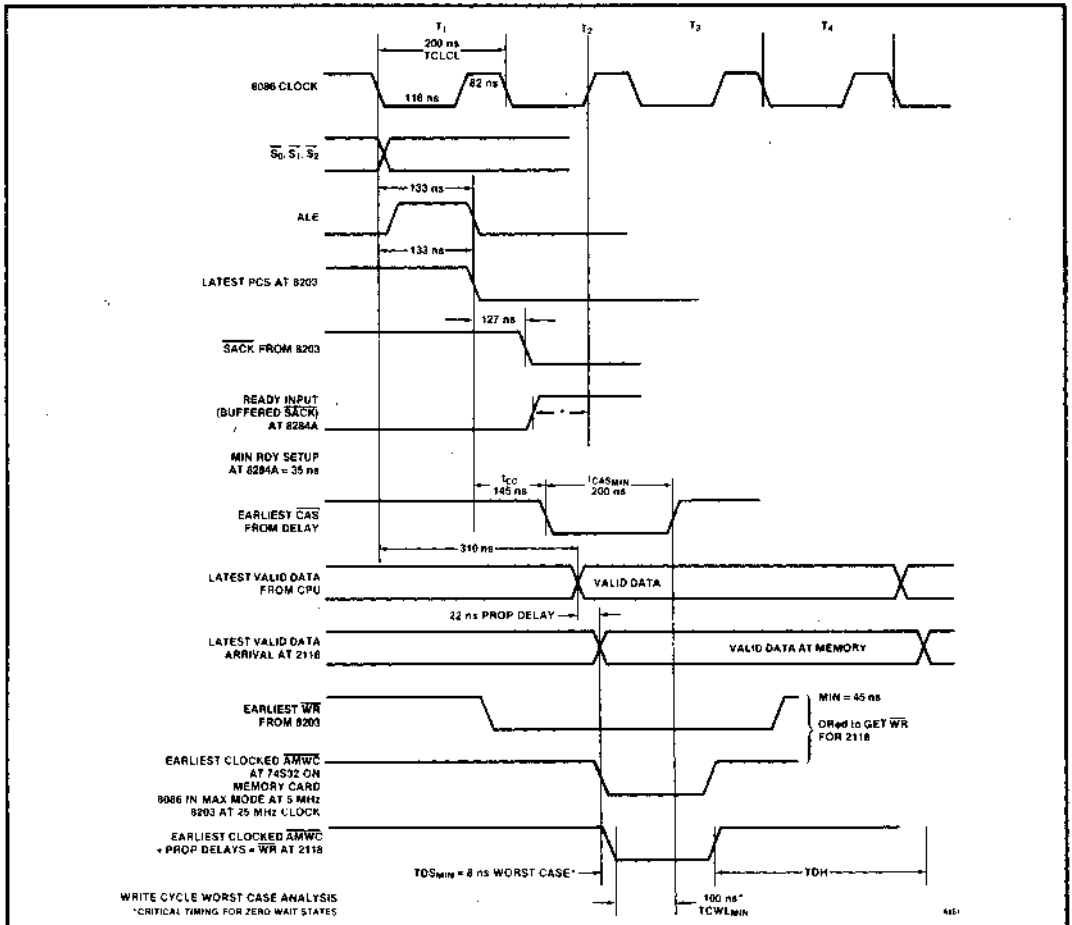 T1 T2 T3 T4
200 ns
TCLCL
8086 CLOCK
118 ns
82 ns
S0, S1, S2
133 ns
ALE
133 ns
LATEST PCS AT 8203
127 ns
SACK FROM 8203
READY INPUT
(BUFFERED SACK)
AT 8284A
*
MIN RDY SETUP
AT 8284A = 35 ns
tCC
145 ns
tCASMIN
200 ns
EARLIEST CAS
FROM DELAY
310 ns
LATEST VALID DATA
FROM CPU
VALID DATA
22 ns PROP DELAY
LATEST VALID DATA
ARRIVAL AT 2118
VALID DATA AT MEMORY
EARLIEST WR
FROM 8203
MIN = 45 ns
ORed to GET WR
FOR 2118
EARLIEST CLOCKED AMWC
AT 74S32 ON
MEMORY CARD
8086 IN MAX MODE AT 5 MHz
8203 AT 25 MHz CLOCK
EARLIEST CLOCKED AMWC
+ PROP DELAYS = WR AT 2118
TDSMIN = 8 ns WORST CASE*
TDH
100 ns*
TCWLMIN
WRITE CYCLE WORST CASE ANALYSIS
*CRITICAL TIMING FOR ZERO WAIT STATES